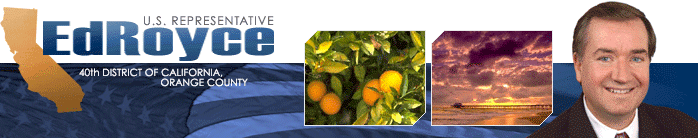 U.S. REPRESENTATIVE
EdRoyce
40th DISTRICT OF CALIFORNIA,
ORANGE COUNTY